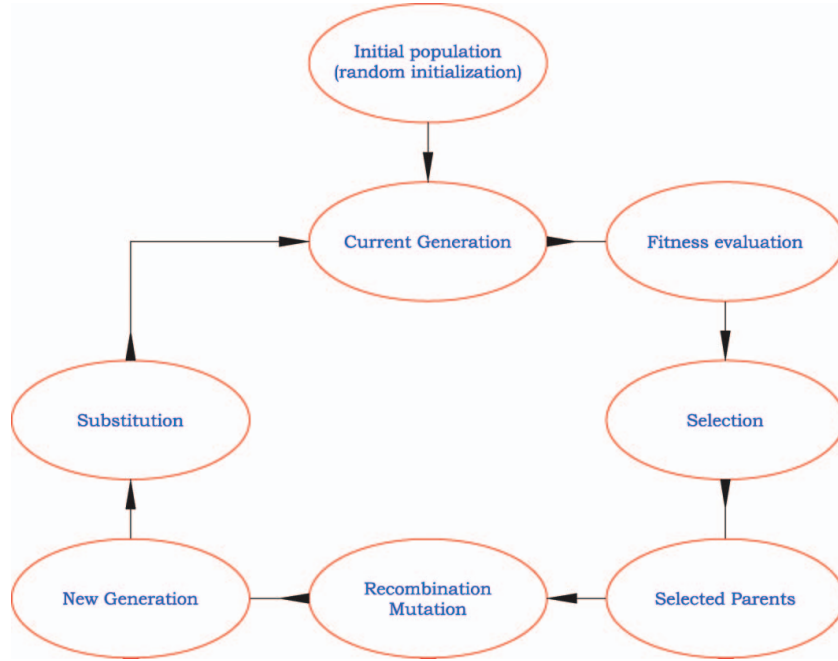 Initial population
(random initialization)
Current Generation
Fitness evaluation
Substitution
Selection
New Generation
Recombination
Mutation
Selected Parents